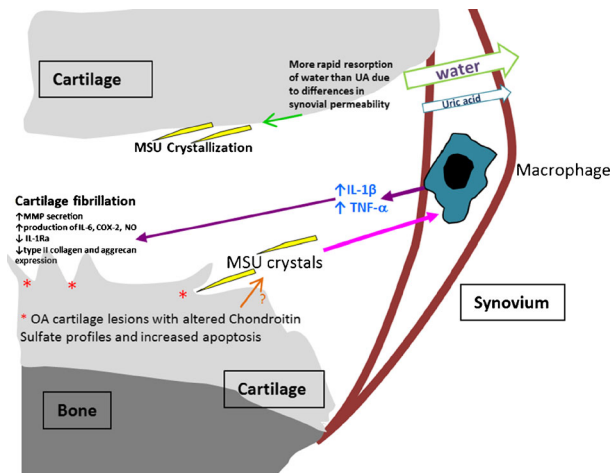 Cartilage
More rapid resorption
of water than UA due
to differences in
synovial permeability
water
Uric acid
MSU Crystallization
Macrophage
↑IL-1β
↑ TNF-α
Cartilage fibrillation
↑MMP secretion
↑production of IL-6, COX-2, NO
↓ IL-1Ra
↓type II collagen and aggrecan
expression
MSU crystals
?
Synovium
* OA cartilage lesions with altered Chondroitin
Sulfate profiles and increased apoptosis
Cartilage
Bone